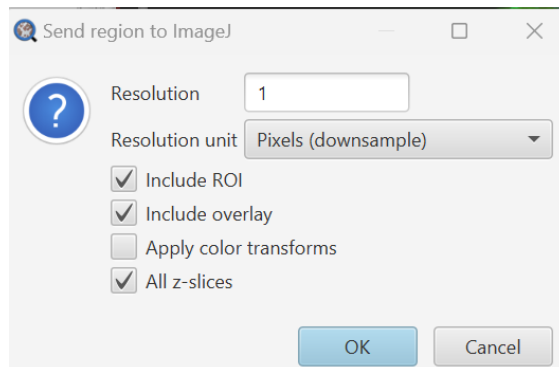 Send region to ImageJ
?
Resolution 1
Resolution unit Pixels (downsample)
Include ROI
Include overlay
Apply color transforms
All z-slices
OK Cancel